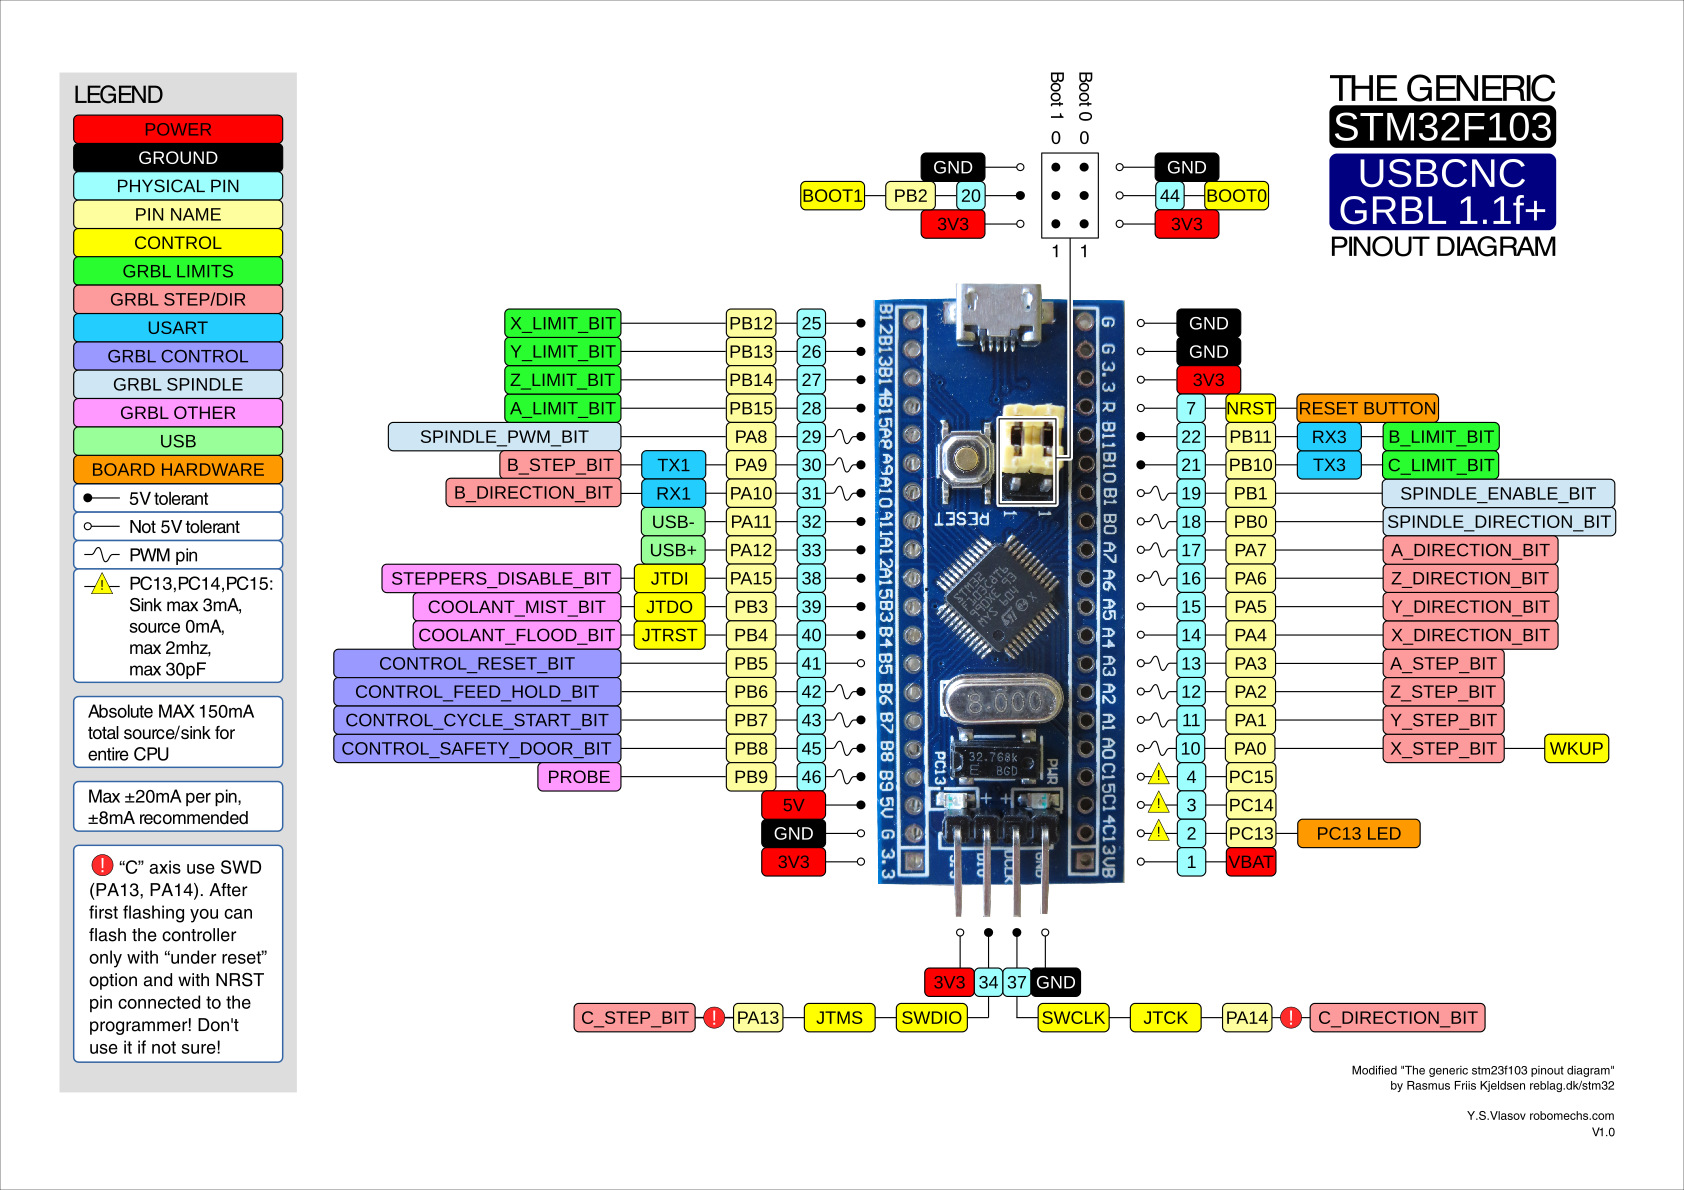 LEGEND
POWER
GROUND
PHYSICAL PIN
PIN NAME
CONTROL
GRBL LIMITS
GRBL STEP/DIR
USART
GRBL CONTROL
GRBL SPINDLE
GRBL OTHER
USB
BOARD HARDWARE
5V tolerant
Not 5V tolerant
PWM pin
PC13,PC14,PC15:
Sink max 3mA,
source 0mA,
max 2mhz,
max 30pF
Absolute MAX 150mA
total source/sink for
entire CPU
Max ±20mA per pin,
±8mA recommended
! "C" axis use SWD
(PA13, PA14). After
first flashing you can
flash the controller
only with "under reset"
option and with NRST
pin connected to the
programmer! Don't
use it if not sure!
THE GENERIC
STM32F103
USBCNC
GRBL 1.1f+
PINOUT DIAGRAM
Boot 1 0
Boot 0 0
GND GND
BOOT1 PB2 20 44 BOOT0
3V3 3V3
1 1
X_LIMIT_BIT PB12 25
Y_LIMIT_BIT PB13 26
Z_LIMIT_BIT PB14 27
A_LIMIT_BIT PB15 28
SPINDLE_PWM_BIT PA8 29
B_STEP_BIT TX1 PA9 30
B_DIRECTION_BIT RX1 PA10 31
USB- PA11 32
USB+ PA12 33
STEPPERS_DISABLE_BIT JTDI PA15 38
COOLANT_MIST_BIT JTDO PB3 39
COOLANT_FLOOD_BIT JTRST PB4 40
CONTROL_RESET_BIT PB5 41
CONTROL_FEED_HOLD_BIT PB6 42
CONTROL_CYCLE_START_BIT PB7 43
CONTROL_SAFETY_DOOR_BIT PB8 45
PROBE PB9 46
5V
GND
3V3
B12 B13 B14 B15 A8 A9 A10 A11 A12 A15 B3 B4 B5 B6 B7 B8 B9 5V G 3.3
RESET
1 1
8.000
32.768k
E BGD
PC13
PWR
+ +
G G 3.3 R B11 B10 B1 B0 A7 A6 A5 A4 A3 A2 A1 A0 C15 C14 C13 VB
GND
GND
3V3
7 NRST RESET BUTTON
22 PB11 RX3 B_LIMIT_BIT
21 PB10 TX3 C_LIMIT_BIT
19 PB1 SPINDLE_ENABLE_BIT
18 PB0 SPINDLE_DIRECTION_BIT
17 PA7 A_DIRECTION_BIT
16 PA6 Z_DIRECTION_BIT
15 PA5 Y_DIRECTION_BIT
14 PA4 X_DIRECTION_BIT
13 PA3 A_STEP_BIT
12 PA2 Z_STEP_BIT
11 PA1 Y_STEP_BIT
10 PA0 X_STEP_BIT WKUP
! 4 PC15
! 3 PC14
! 2 PC13 PC13 LED
1 VBAT
3V3 34 37 GND
C_STEP_BIT ! PA13 JTMS SWDIO SWCLK JTCK PA14 ! C_DIRECTION_BIT
Modified "The generic stm23f103 pinout diagram"
by Rasmus Friis Kjeldsen reblag.dk/stm32
Y.S.Vlasov robomechs.com
V1.0